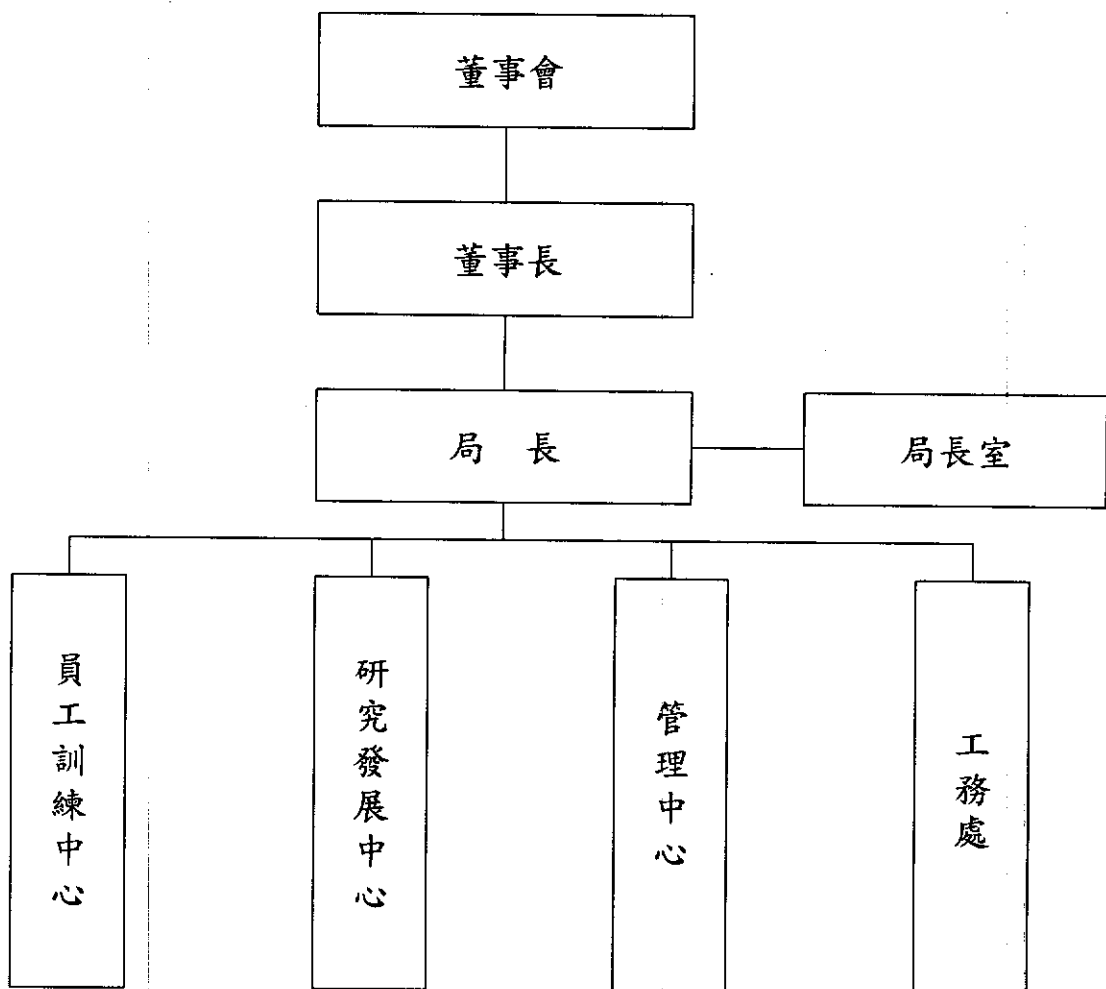 董事會
董事長
局 長
局長室
員工訓練中心
研究發展中心
管理中心
工務處